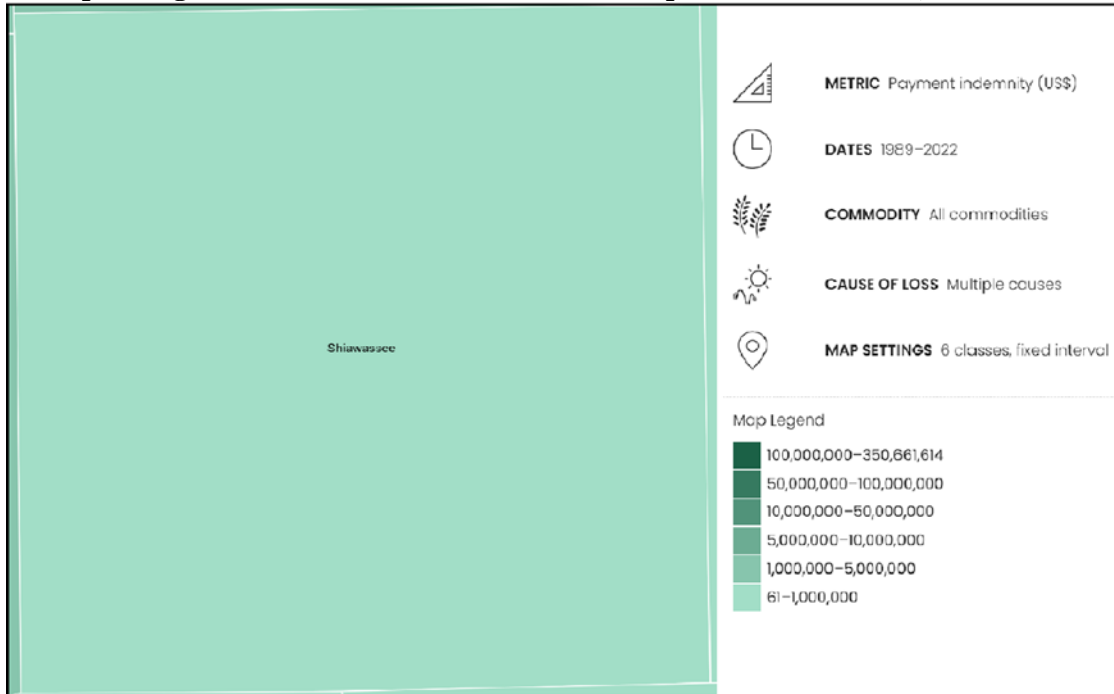 Shiawassee
METRIC Payment indemnity (US$)
DATES 1989–2022
COMMODITY All commodities
CAUSE OF LOSS Multiple causes
MAP SETTINGS 6 classes, fixed interval
Map Legend
100,000,000–350,661,614
50,000,000–100,000,000
10,000,000–50,000,000
5,000,000–10,000,000
1,000,000–5,000,000
61–1,000,000